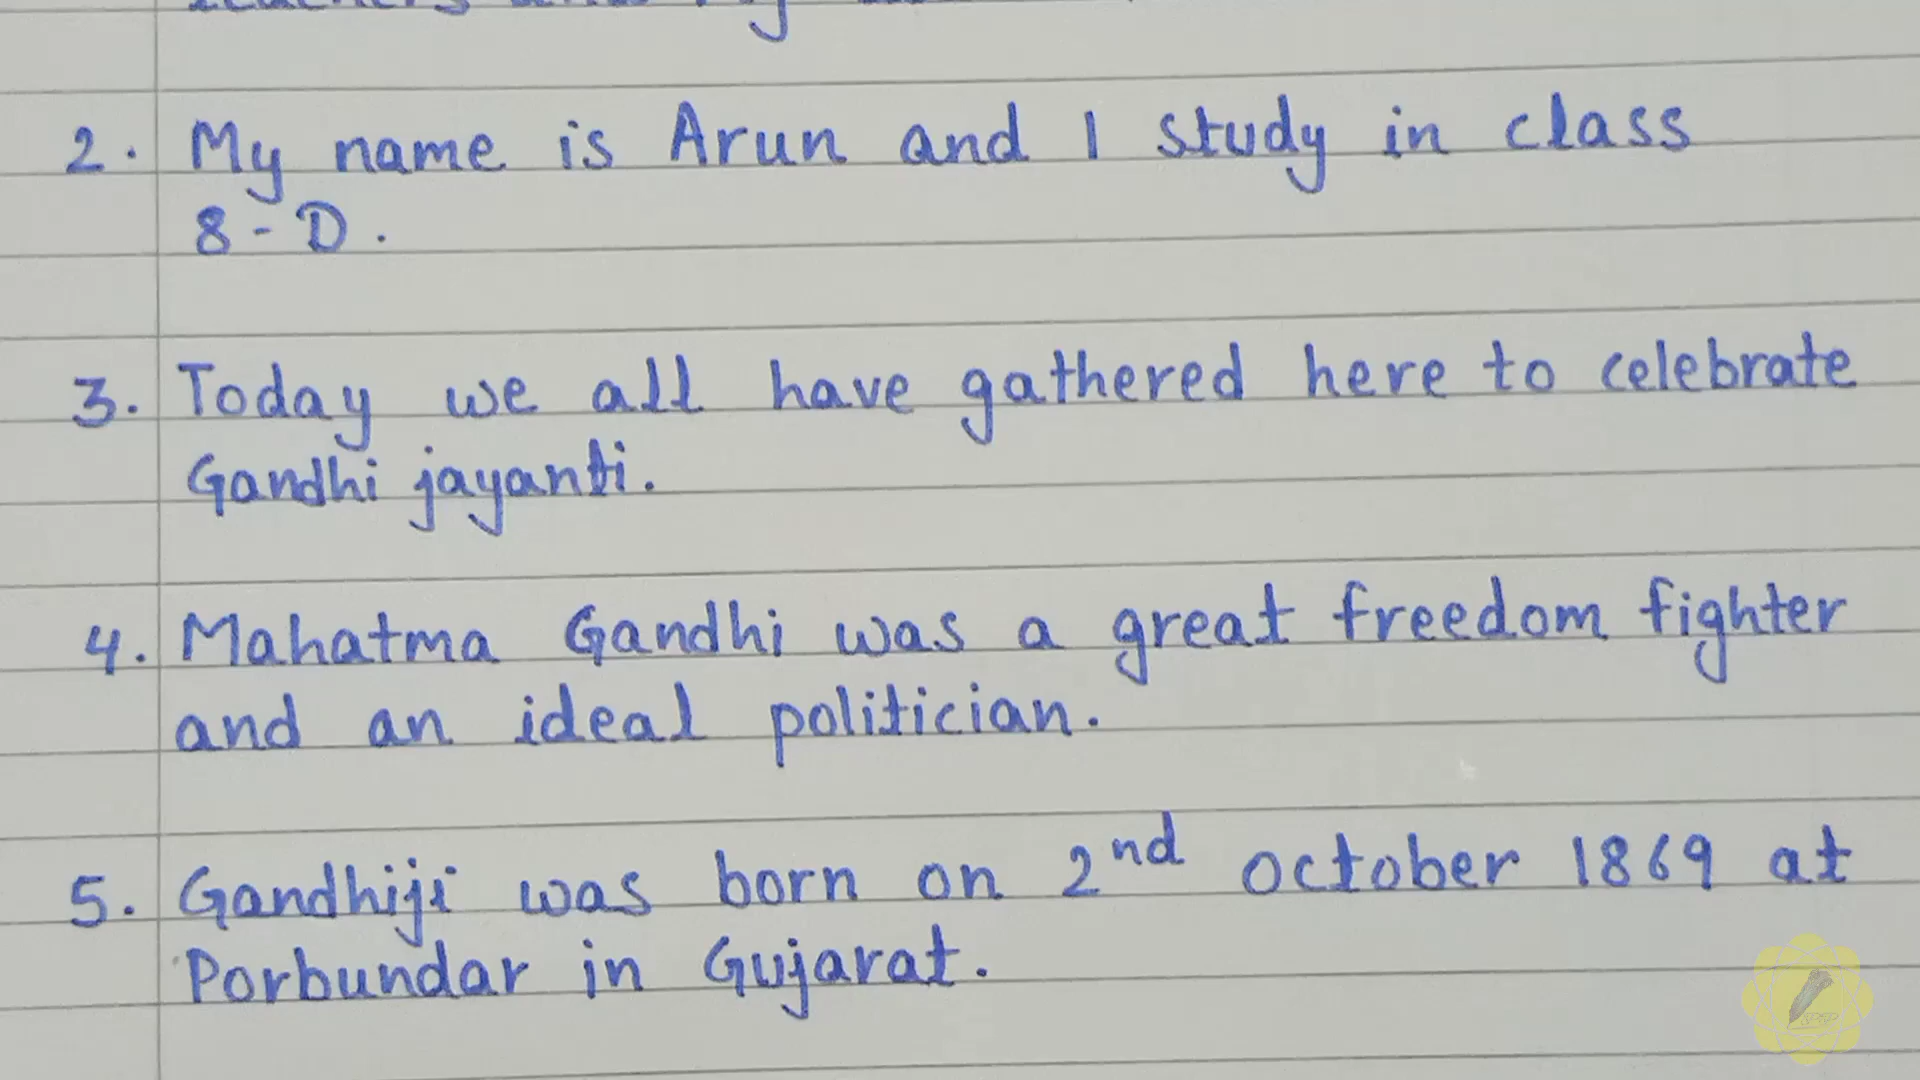 2. My name is Arun and I study in class
8-D.
3. Today we all have gathered here to celebrate
Gandhi jayanti.
4. Mahatma Gandhi was a great freedom fighter
and an ideal politician.
5. Gandhiji was born on 2nd october 1869 at
Porbundar in Gujarat.